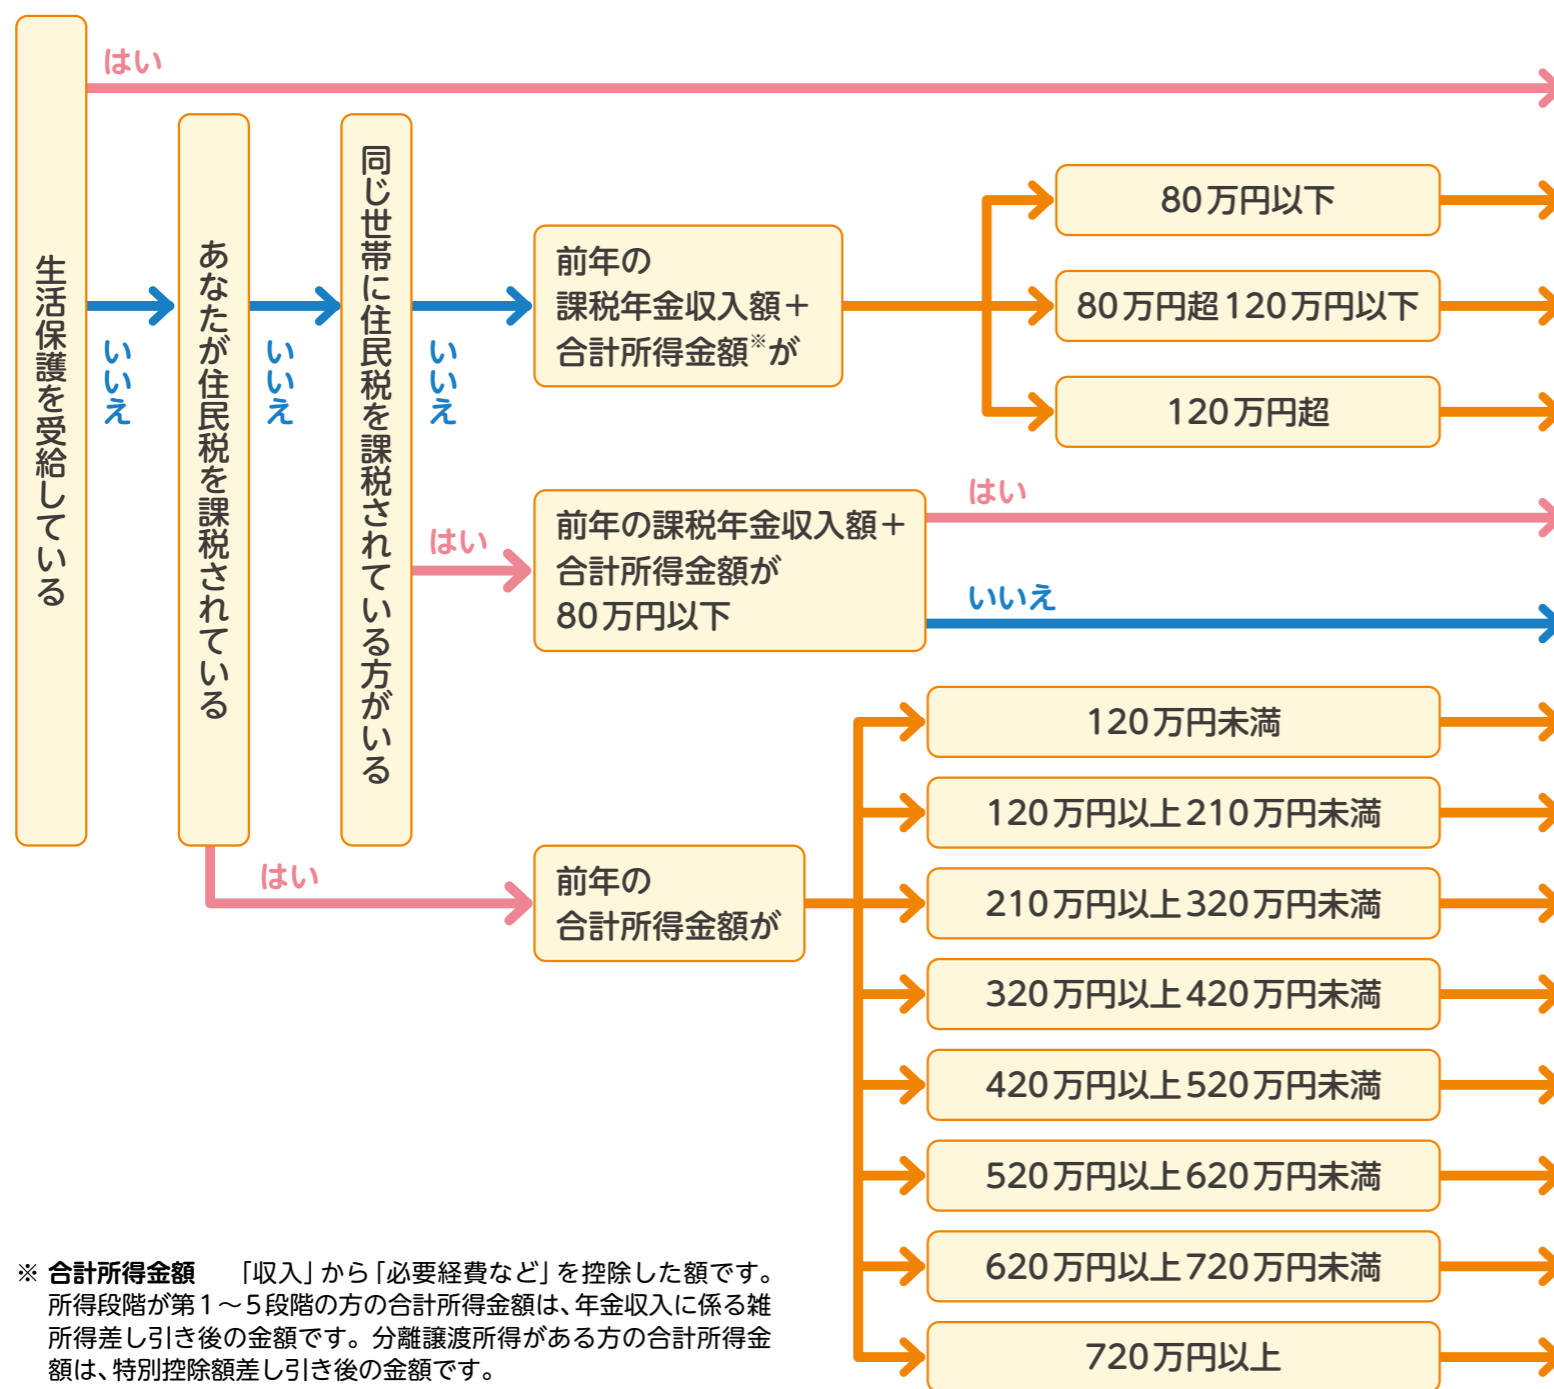 はい
生活保護を受給している
いいえ
あなたが住民税を課税されている
いいえ
同じ世帯に住民税を課税されている方がいる
いいえ
前年の
課税年金収入額＋
合計所得金額※が
80万円以下
80万円超120万円以下
120万円超
はい
前年の課税年金収入額＋
合計所得金額が
80万円以下
はい
いいえ
はい
前年の
合計所得金額が
120万円未満
120万円以上210万円未満
210万円以上320万円未満
320万円以上420万円未満
420万円以上520万円未満
520万円以上620万円未満
620万円以上720万円未満
720万円以上
※ 合計所得金額　「収入」から「必要経費など」を控除した額です。
所得段階が第1～5段階の方の合計所得金額は、年金収入に係る雑
所得差し引き後の金額です。分離譲渡所得がある方の合計所得金
額は、特別控除額差し引き後の金額です。